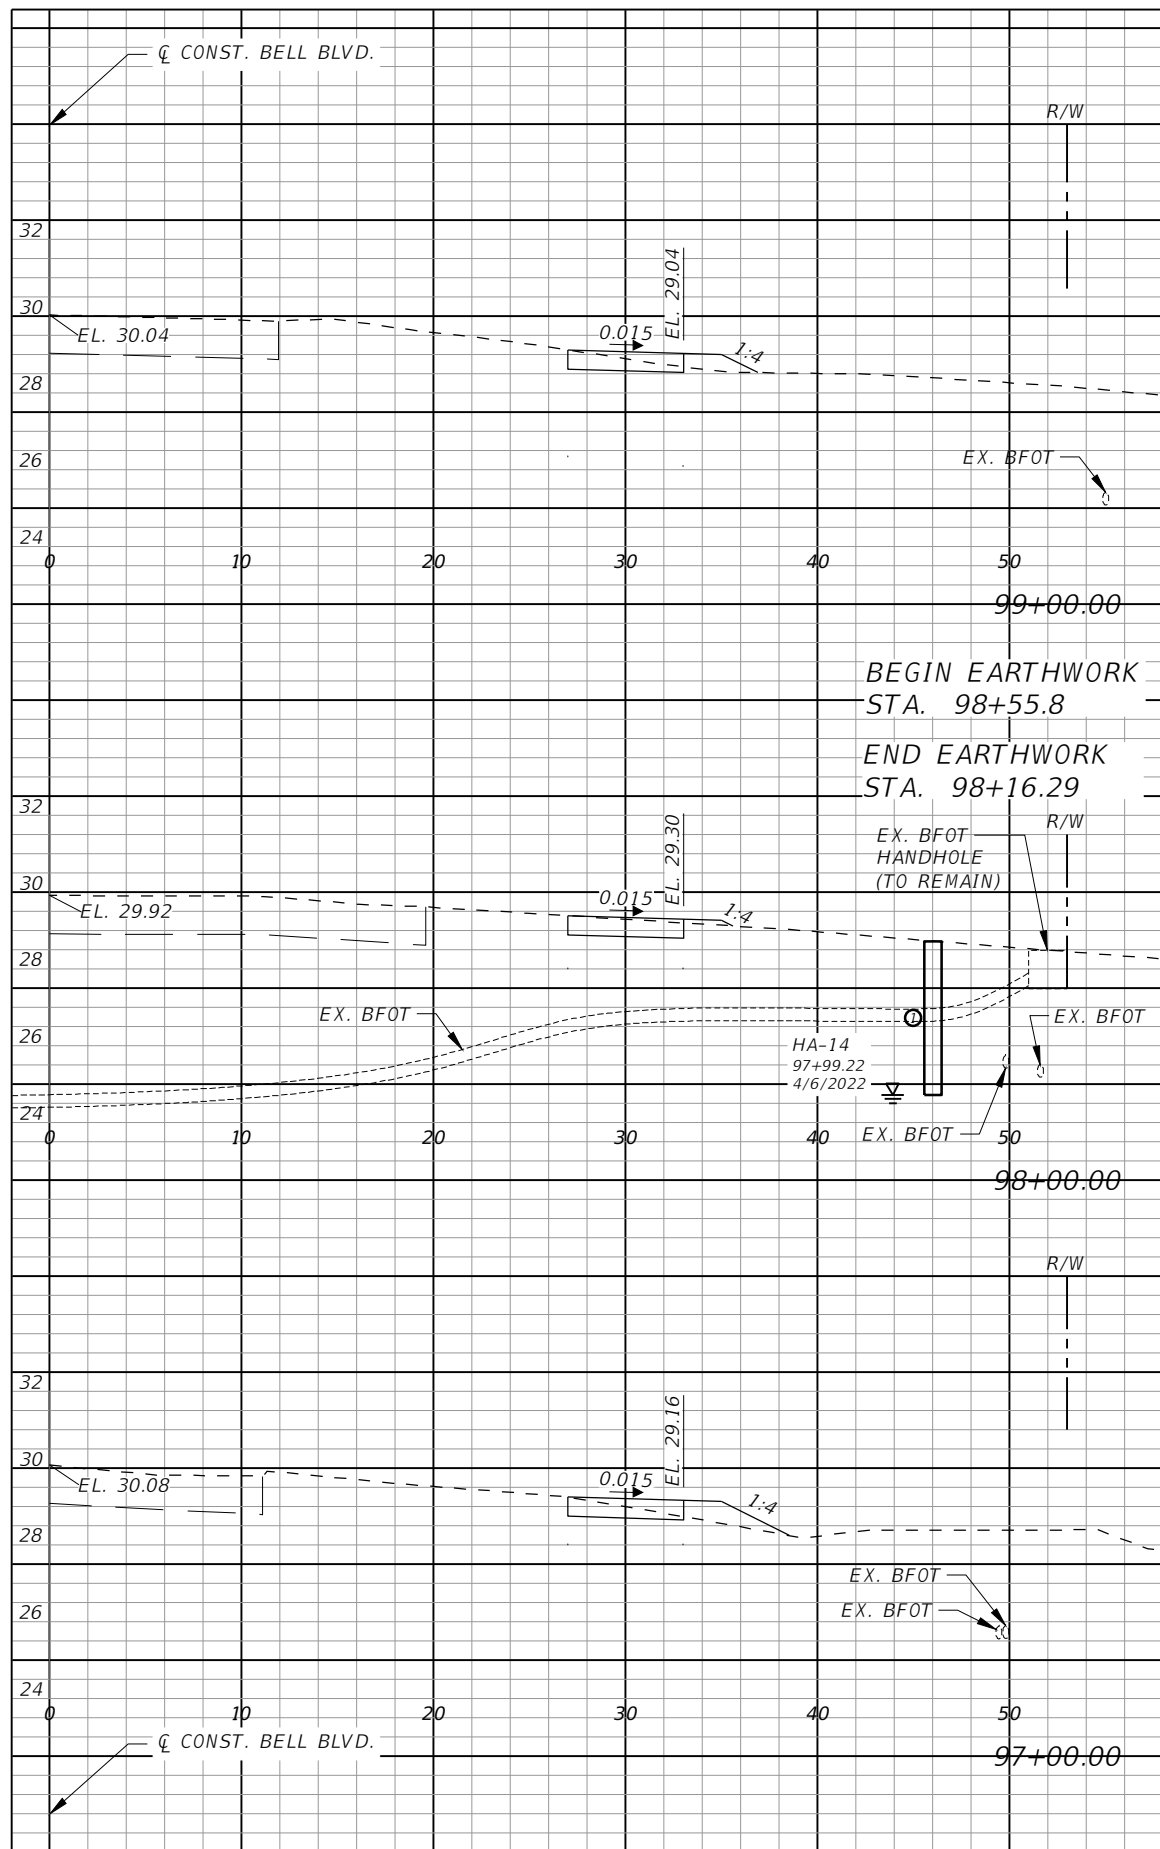 ℄ CONST. BELL BLVD.
R/W
32
EL. 29.04
30
EL. 30.04
0.015
1:4
28
26
EX. BFOT
24
0 10 20 30 40 50
99+00.00
BEGIN EARTHWORK
STA. 98+55.8
END EARTHWORK
STA. 98+16.29
32
R/W
EL. 29.30
EX. BFOT
HANDHOLE
(TO REMAIN)
30
EL. 29.92
0.015
1:4
28
EX. BFOT
1
EX. BFOT
26
HA-14
97+99.22
4/6/2022
24
0 10 20 30 40 50
EX. BFOT
98+00.00
R/W
32
EL. 29.16
30
EL. 30.08
0.015
1:4
28
EX. BFOT
26
EX. BFOT
24
0 10 20 30 40 50
℄ CONST. BELL BLVD.
97+00.00